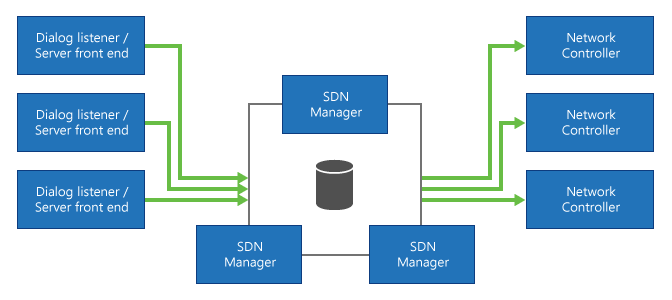 Dialog listener /
Server front end
Dialog listener /
Server front end
Dialog listener /
Server front end
SDN
Manager
SDN
Manager
SDN
Manager
Network
Controller
Network
Controller
Network
Controller